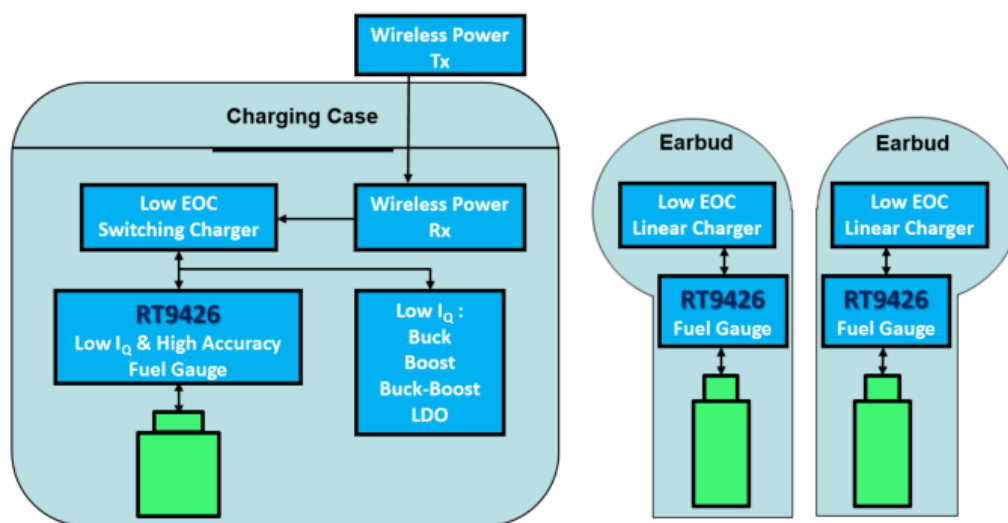 Wireless Power
Tx
Charging Case
Low EOC
Switching Charger
Wireless Power
Rx
RT9426
Low IQ & High Accuracy
Fuel Gauge
Low IQ :
Buck
Boost
Buck-Boost
LDO
Earbud
Low EOC
Linear Charger
RT9426
Fuel Gauge
Earbud
Low EOC
Linear Charger
RT9426
Fuel Gauge